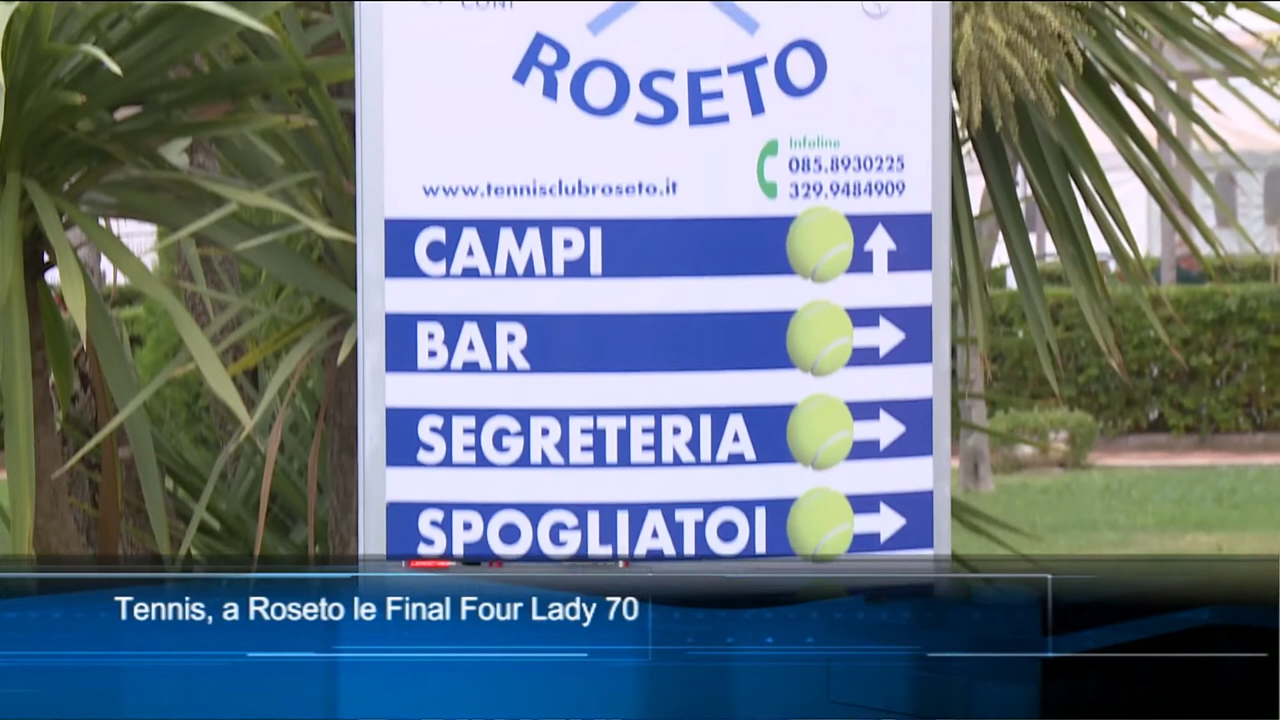 CONI
ROSETO
Infoline
085.8930225
329.9484909
www.tennisclubroseto.it
CAMPI
BAR
SEGRETERIA
SPOGLIATOI
Tennis, a Roseto le Final Four Lady 70